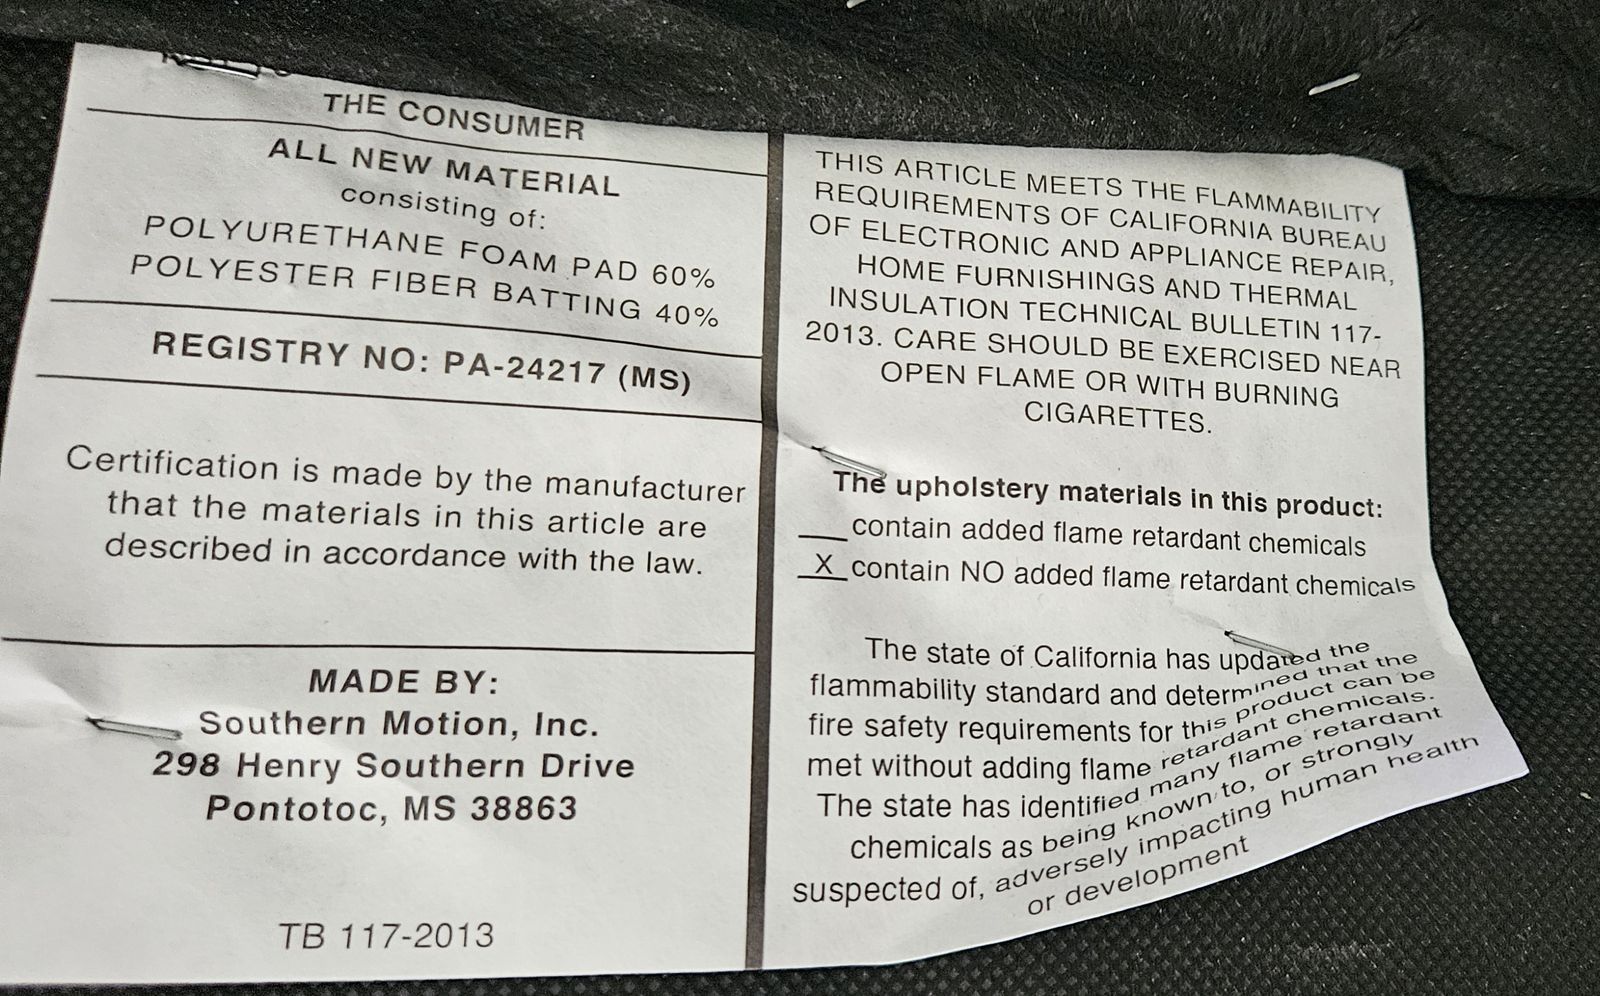 THE CONSUMER
ALL NEW MATERIAL
consisting of:
POLYURETHANE FOAM PAD 60%
POLYESTER FIBER BATTING 40%
REGISTRY NO: PA-24217 (MS)
Certification is made by the manufacturer
that the materials in this article are
described in accordance with the law.
MADE BY:
Southern Motion, Inc.
298 Henry Southern Drive
Pontotoc, MS 38863
TB 117-2013
THIS ARTICLE MEETS THE FLAMMABILITY
REQUIREMENTS OF CALIFORNIA BUREAU
OF ELECTRONIC AND APPLIANCE REPAIR,
HOME FURNISHINGS AND THERMAL
INSULATION TECHNICAL BULLETIN 117-
2013. CARE SHOULD BE EXERCISED NEAR
OPEN FLAME OR WITH BURNING
CIGARETTES.
The upholstery materials in this product:
___contain added flame retardant chemicals
_X_contain NO added flame retardant chemicals
The state of California has updated the
flammability standard and determined that the
fire safety requirements for this product can be
met without adding flame retardant chemicals.
The state has identified many flame retardant
chemicals as being known to, or strongly
suspected of, adversely impacting human health
or development